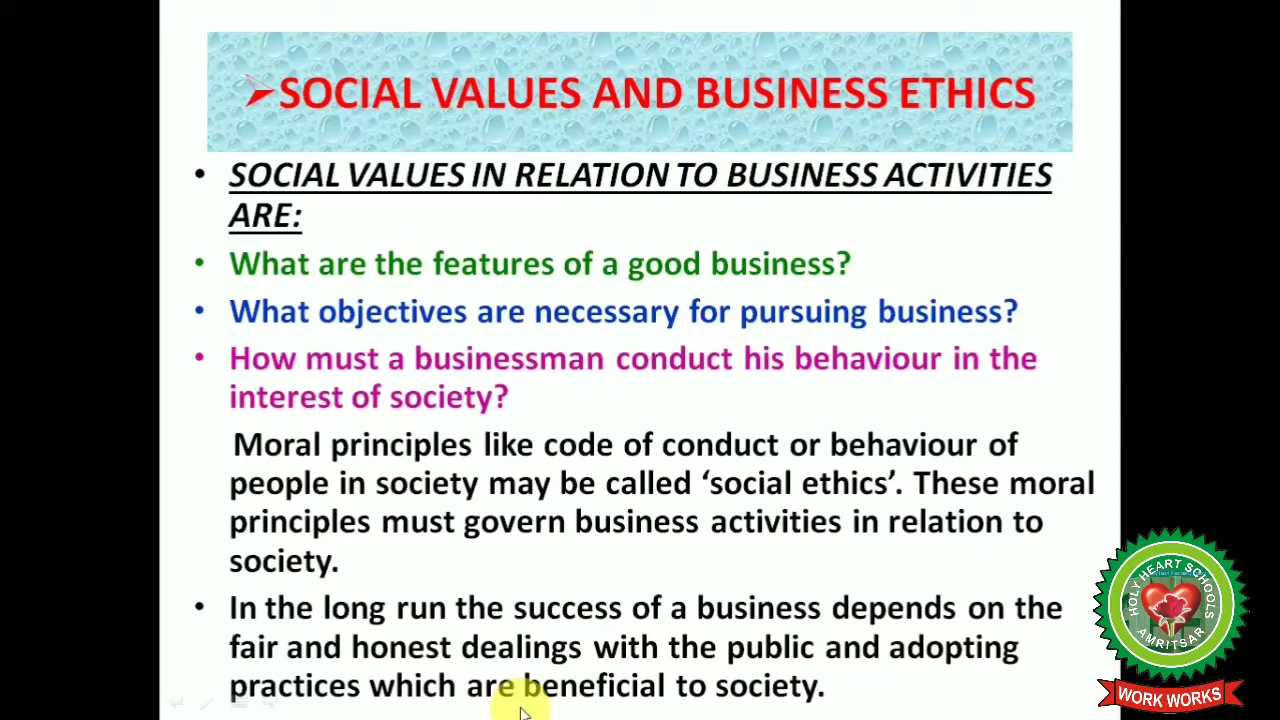 ➢SOCIAL VALUES AND BUSINESS ETHICS
• SOCIAL VALUES IN RELATION TO BUSINESS ACTIVITIES
ARE:
• What are the features of a good business?
• What objectives are necessary for pursuing business?
• How must a businessman conduct his behaviour in the
interest of society?
Moral principles like code of conduct or behaviour of
people in society may be called ‘social ethics’. These moral
principles must govern business activities in relation to
society.
• In the long run the success of a business depends on the
fair and honest dealings with the public and adopting
practices which are beneficial to society.
HOLY HEART SCHOOLS
AMRITSAR
WORK WORKS